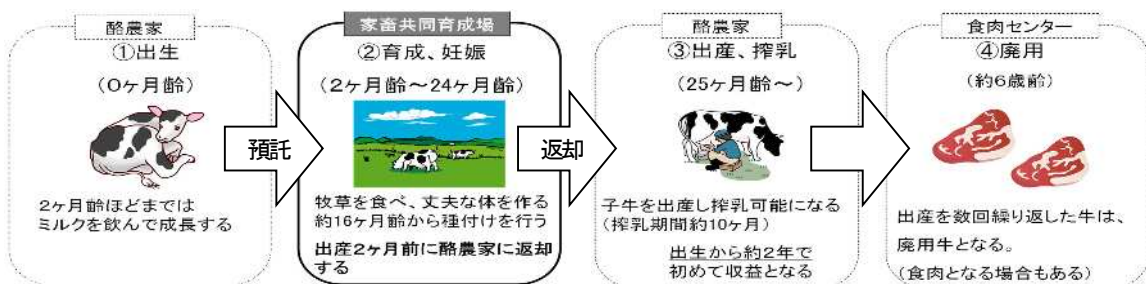 酪農家
①出生
(0ヶ月齢)
2ヶ月齢ほどまでは
ミルクを飲んで成長する
預託
家畜共同育成場
②育成、妊娠
(2ヶ月齢～24ヶ月齢)
牧草を食べ、丈夫な体を作る
約16ヶ月齢から種付けを行う
出産2ヶ月前に酪農家に返却
する
返却
酪農家
③出産、搾乳
(25ヶ月齢～)
子牛を出産し搾乳可能になる
(搾乳期間約10ヶ月)
出生から約2年で
初めて収益となる
食肉センター
④廃用
(約6歳齢)
出産を数回繰り返した牛は、
廃用牛となる。
(食肉となる場合もある)